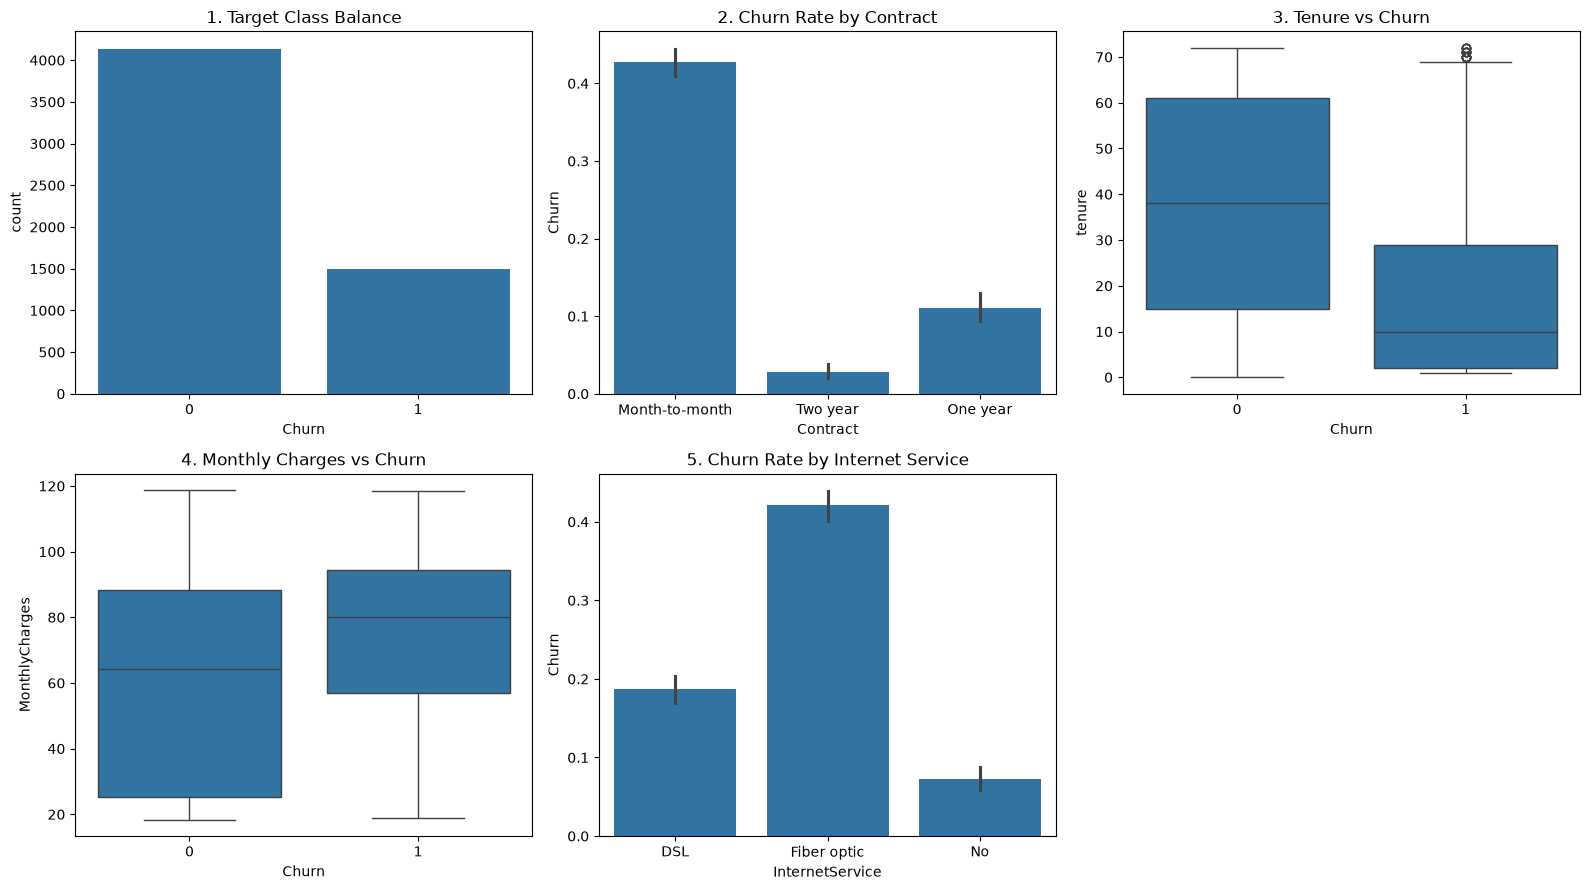 1. Target Class Balance
4000
3500
3000
2500
2000
1500
1000
500
0
count
0 1
Churn
2. Churn Rate by Contract
0.4
0.3
0.2
0.1
0.0
Churn
Month-to-month Two year One year
Contract
3. Tenure vs Churn
70
60
50
40
30
20
10
0
tenure
0 1
Churn
4. Monthly Charges vs Churn
120
100
80
60
40
20
MonthlyCharges
0 1
Churn
5. Churn Rate by Internet Service
0.4
0.3
0.2
0.1
0.0
Churn
DSL Fiber optic No
InternetService